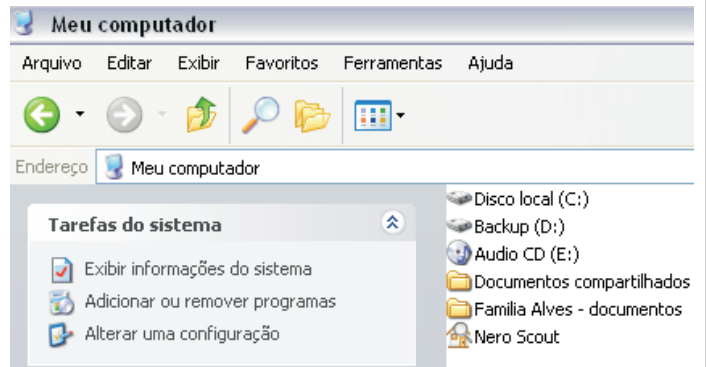 Meu computador
Arquivo Editar Exibir Favoritos Ferramentas Ajuda
Endereço Meu computador
Tarefas do sistema
Exibir informações do sistema
Adicionar ou remover programas
Alterar uma configuração
Disco local (C:)
Backup (D:)
Audio CD (E:)
Documentos compartilhados
Familia Alves - documentos
Nero Scout